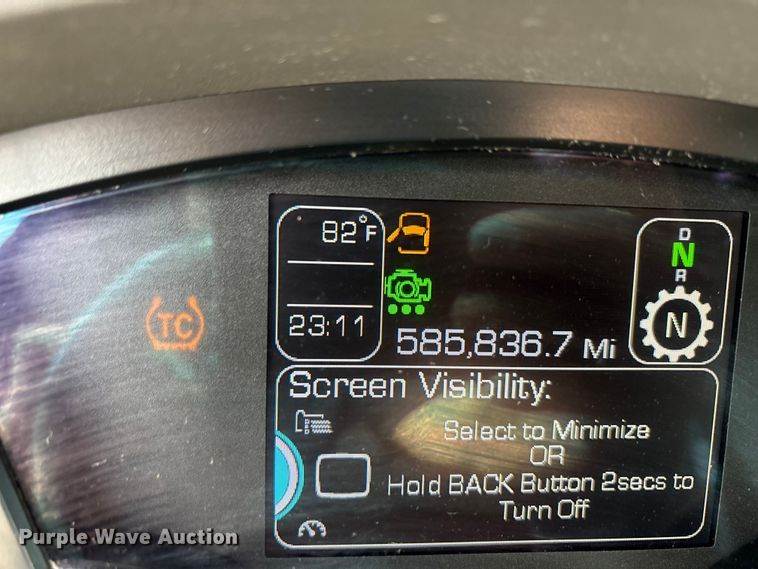 82°F
D
N
R
TC
23:11
N
585,836.7 Mi
Screen Visibility:
Select to Minimize
OR
Hold BACK Button 2secs to
Turn Off
Purple Wave Auction